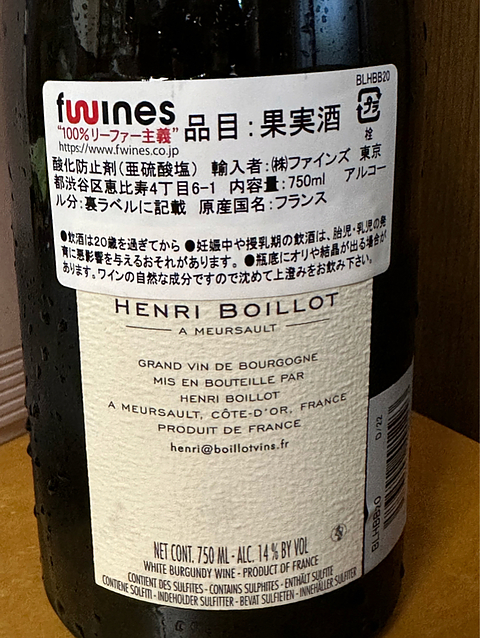 BLHBB20
fwines
"100%リーファー主義"
https://www.fwines.co.jp
品目:果実酒
栓
酸化防止剤(亜硫酸塩) 輸入者:㈱ファインズ 東京
都渋谷区恵比寿4丁目6-1 内容量:750ml アルコー
ル分:裏ラベルに記載 原産国名:フランス
●飲酒は20歳を過ぎてから ●妊娠中や授乳期の飲酒は、胎児・乳児の発
育に悪影響を与えるおそれがあります。 ●瓶底にオリや結晶が出る場合が
あります。ワインの自然な成分ですので沈めて上澄みをお飲み下さい。
HENRI BOILLOT
A MEURSAULT
GRAND VIN DE BOURGOGNE
MIS EN BOUTEILLE PAR
HENRI BOILLOT
A MEURSAULT, CÔTE-D'OR, FRANCE
PRODUIT DE FRANCE
henri@boillotvins.fr
NET CONT. 750 ML - ALC. 14 % BY VOL
WHITE BURGUNDY WINE - PRODUCT OF FRANCE
CONTIENT DES SULFITES - CONTAINS SULPHITES - ENTHÄLT SULFITE
CONTIENE SOLFITI - INDEHOLDER SULFITTER - BEVAT SULFIETEN - INNEHÅLLER SULFITER
D/22
BLHBB20